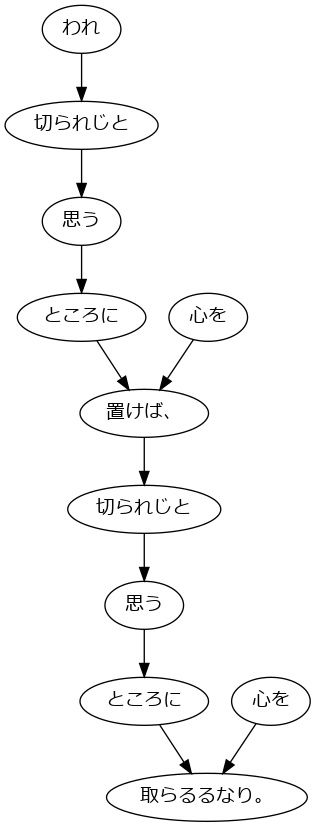 われ
切られじと
思う
ところに
心を
置けば、
切られじと
思う
ところに
心を
取らるるなり。